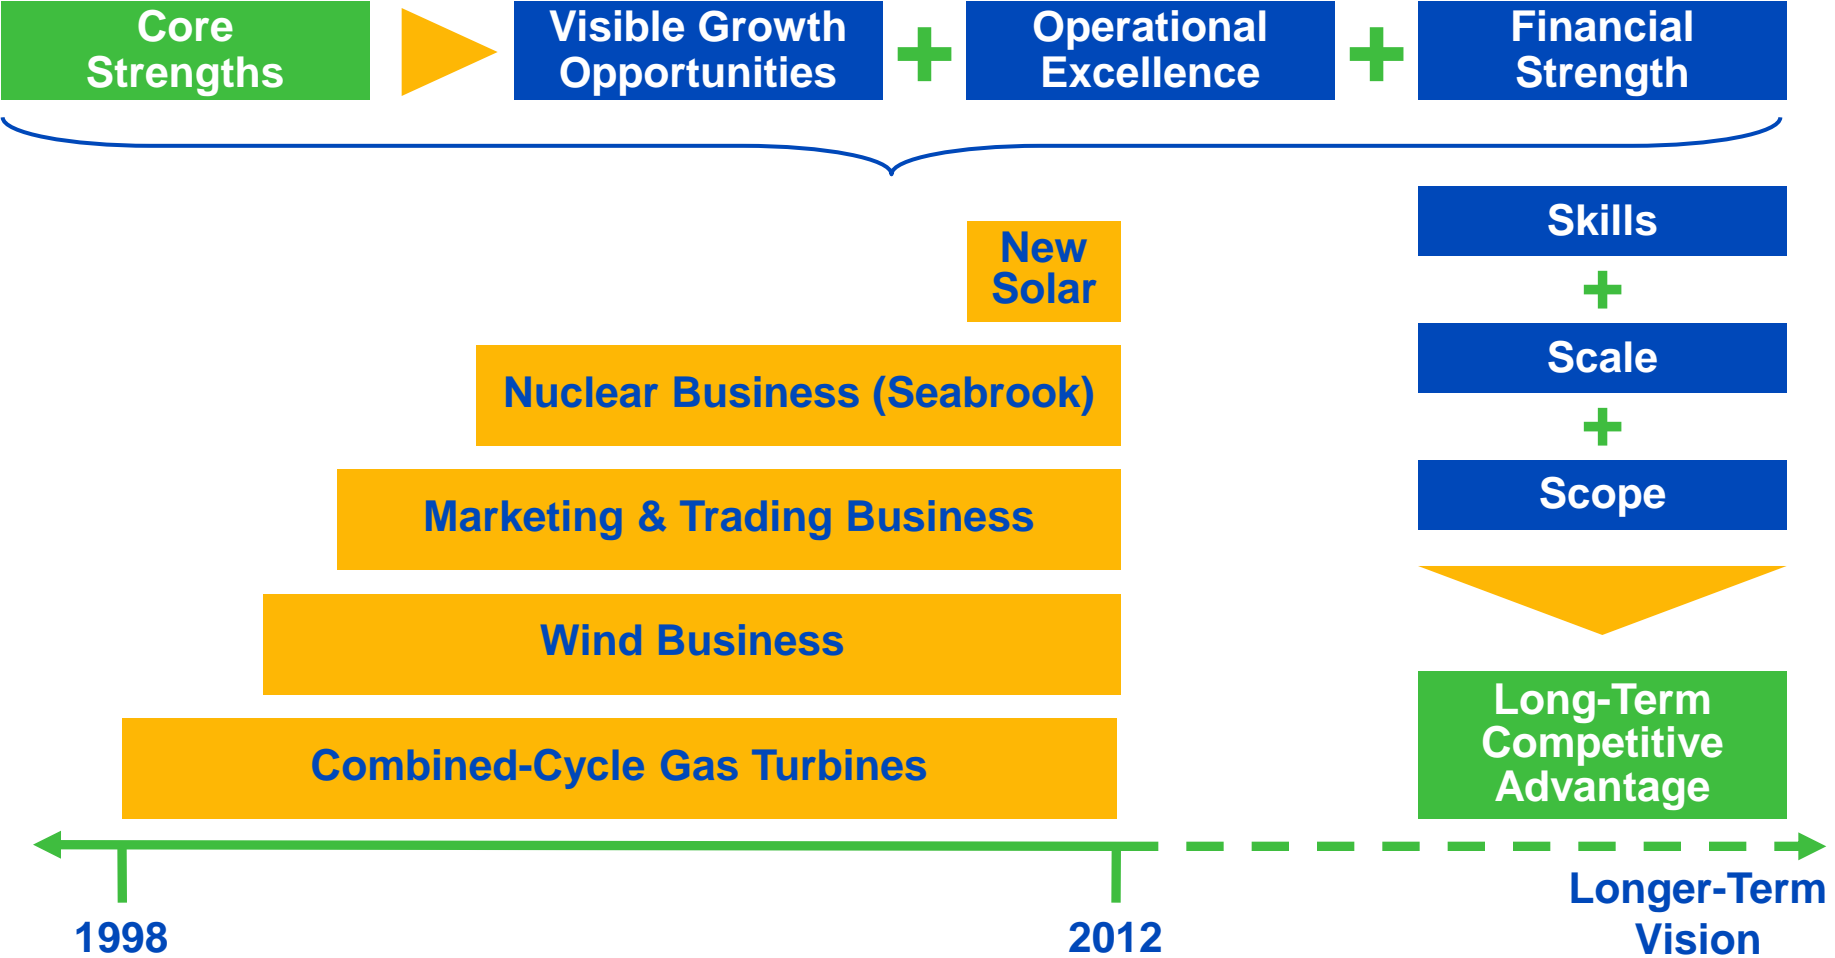 Core
Strengths
Visible Growth
Opportunities
+
Operational
Excellence
+
Financial
Strength
Skills
+
Scale
+
Scope
New
Solar
Nuclear Business (Seabrook)
Marketing & Trading Business
Wind Business
Combined-Cycle Gas Turbines
Long-Term
Competitive
Advantage
1998
2012
Longer-Term
Vision